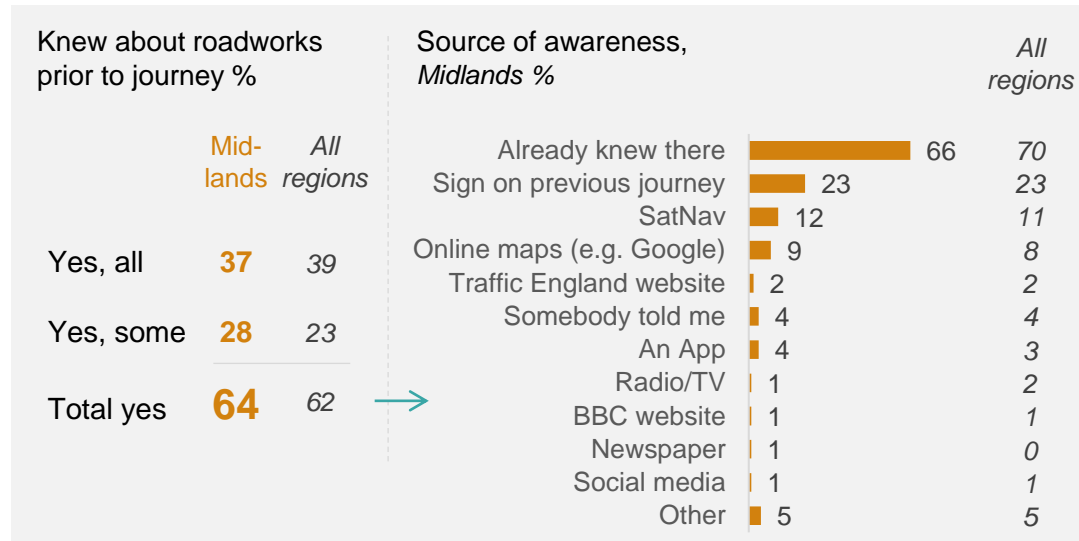 Knew about roadworks
prior to journey %
Mid-
lands
All
regions
Yes, all 37 39
Yes, some 28 23
Total yes 64 62
Source of awareness,
Midlands %
All
regions
Already knew there 66 70
Sign on previous journey 23 23
SatNav 12 11
Online maps (e.g. Google) 9 8
Traffic England website 2 2
Somebody told me 4 4
An App 4 3
Radio/TV 1 2
BBC website 1 1
Newspaper 1 0
Social media 1 1
Other 5 5